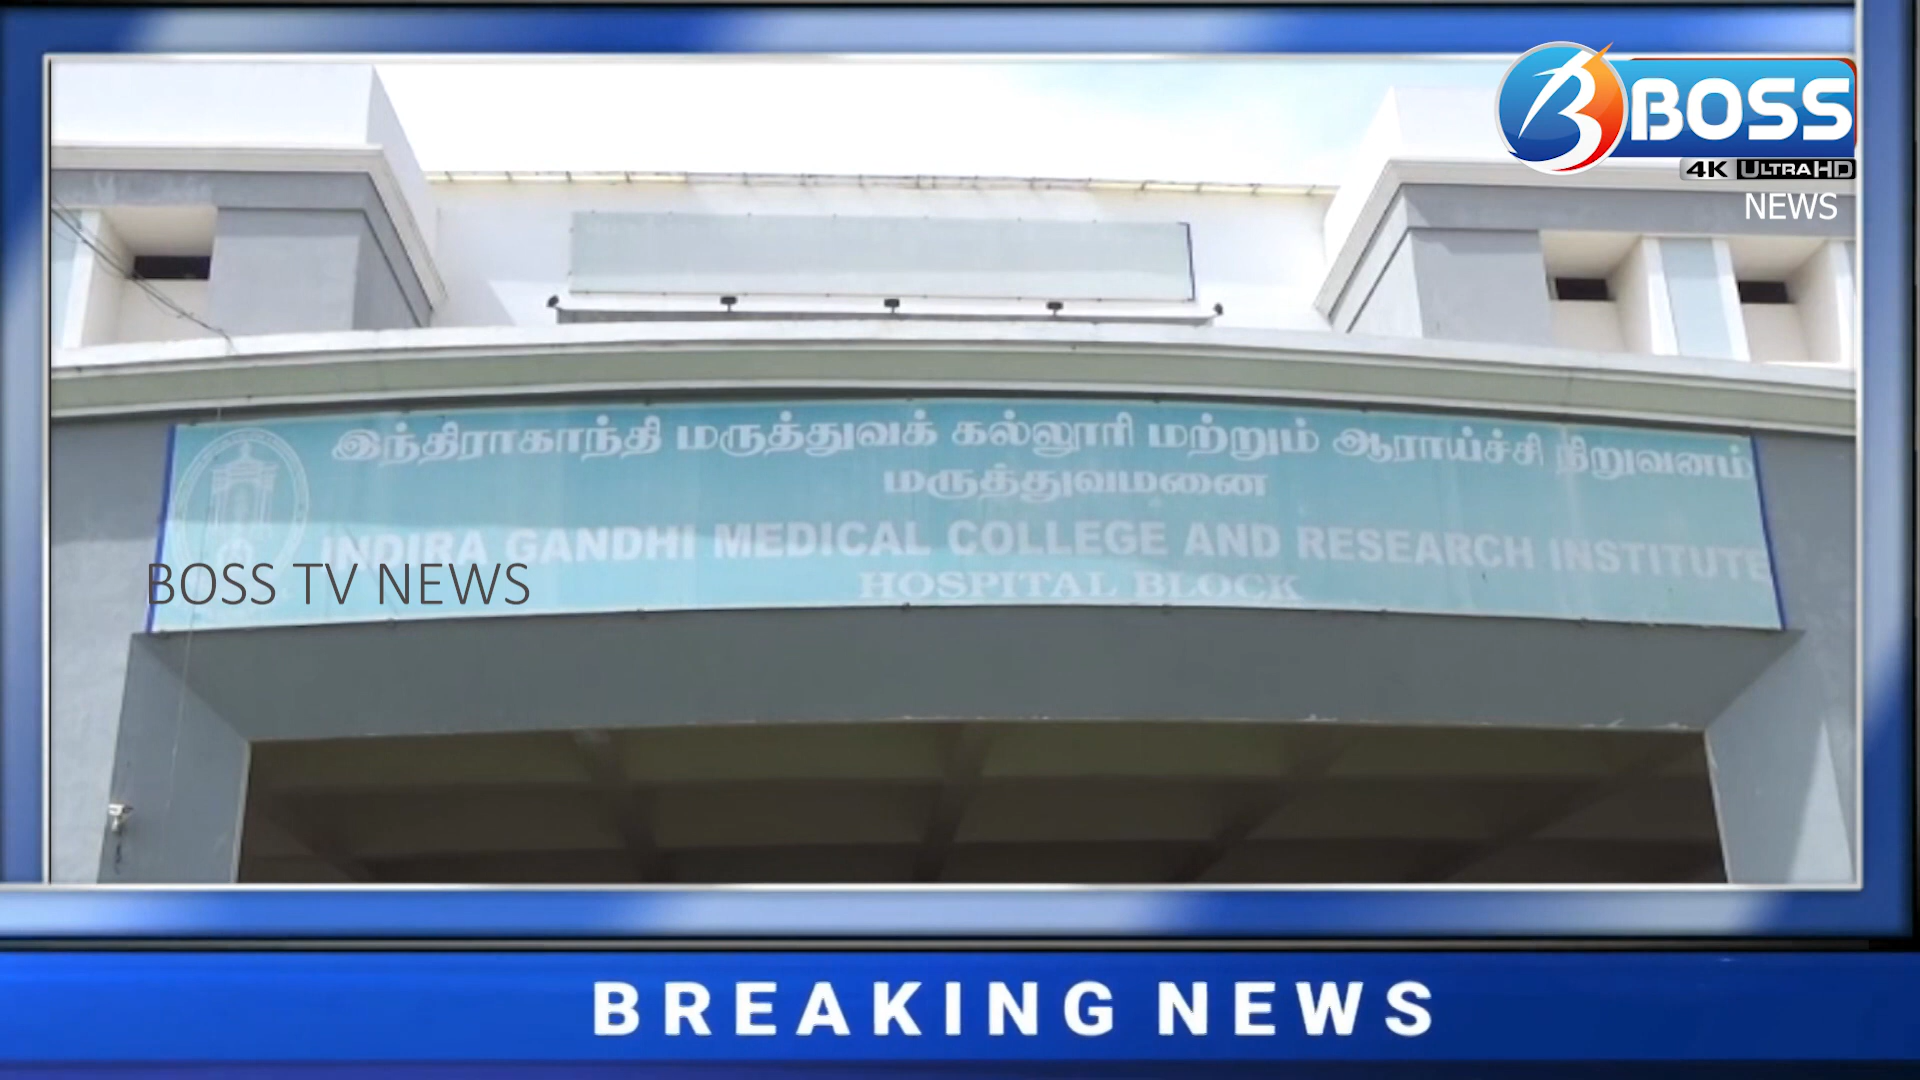 BOSS
4K ULTRAHD
NEWS
இந்திராகாந்தி மருத்துவக் கல்லூரி மற்றும் ஆராய்ச்சி நிறுவனம்
மருத்துவமனை
INDIRA GANDHI MEDICAL COLLEGE AND RESEARCH INSTITUTE
HOSPITAL BLOCK
BOSS TV NEWS
BREAKING NEWS